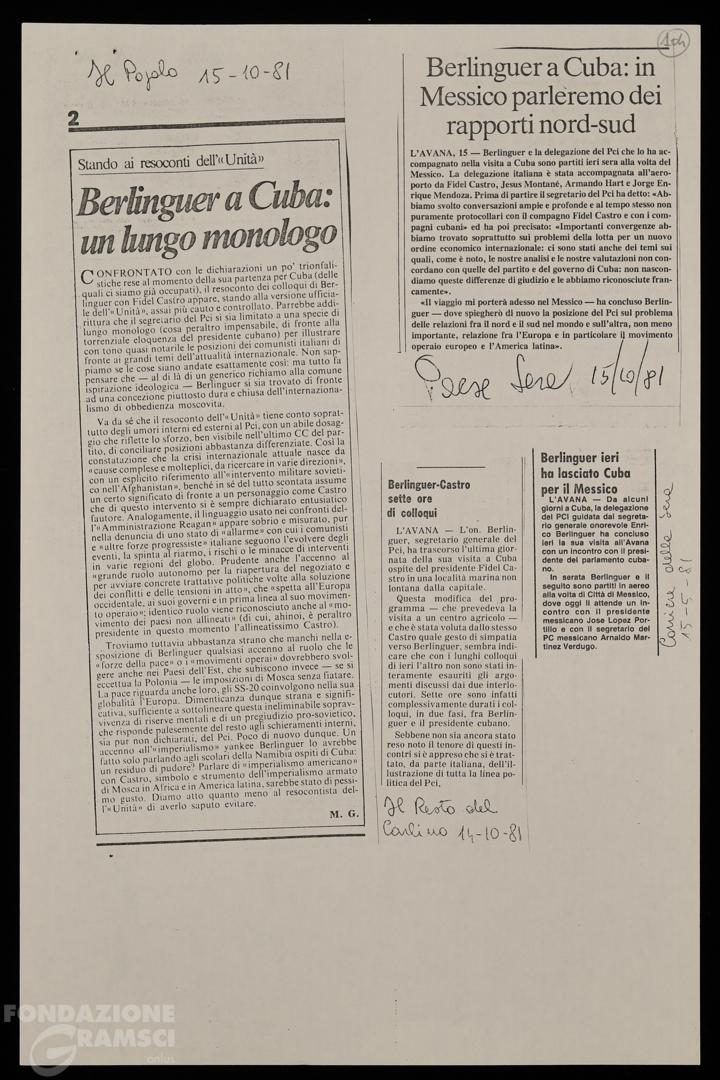 104
Il Popolo 15-10-81
2
Stando ai resoconti dell'«Unità»
Berlinguer a Cuba:
un lungo monologo
CONFRONTATO con le dichiarazioni un po' trionfali-
stiche rese al momento della sua partenza per Cuba (delle
quali ci siamo già occupati), il resoconto dei colloqui di Ber-
linguer con Fidel Castro appare, stando alla versione ufficia-
le dell'«Unità», assai più cauto e controllato. Parrebbe addi-
rittura che il segretario del Pci si sia limitato a una specie di
lungo monologo (cosa peraltro impensabile, di fronte alla
torrenziale eloquenza del presidente cubano) per illustrare
con tono quasi notarile le posizioni dei comunisti italiani di
fronte ai grandi temi dell'attualità internazionale. Non sap-
piamo se le cose siano andate esattamente così: ma tutto fa
pensare che — al di là di un generico richiamo alla comune
ispirazione ideologica — Berlinguer si sia trovato di fronte
ad una concezione piuttosto dura e chiusa dell'internaziona-
lismo di obbedienza moscovita.
Va da sé che il resoconto dell'«Unità» tiene conto soprat-
tutto degli umori interni ed esterni al Pci, con un abile dosag-
gio che riflette lo sforzo, ben visibile nell'ultimo CC del par-
tito, di conciliare posizioni abbastanza differenziate. Così la
constatazione che la crisi internazionale attuale nasce da
«cause complese e molteplici, da ricercare in varie direzioni»,
con un esplicito riferimento all'«intervento militare sovieti-
co nell'Afghanistan», benché in sé del tutto scontata assume
un certo significato di fronte a un personaggio come Castro
che di questo intervento si è sempre dichiarato entusiatico
fautore. Analogamente, il linguaggio usato nei confronti del-
l'«Amministrazione Reagan» appare sobrio e misurato, pur
nella denuncia di uno stato di «allarme» con cui i comunisti
e «altre forze progressiste» italiane seguono l'evolvere degli
eventi, la spinta al riarmo, i rischi o le minacce di interventi
in varie regioni del globo. Prudente anche l'accenno al
«grande ruolo autonomo per la riapertura del negoziato e
per avviare concrete trattative politiche volte alla soluzione
dei conflitti e delle tensioni in atto», che «spetta all'Europa
occidentale, ai suoi governi e in prima linea al suo movimen-
to operaio»; identico ruolo viene riconosciuto anche al «mo-
vimento dei paesi non allineati» (di cui, ahinoi, è peraltro
presidente in questo momento l'allineatissimo Castro).
Troviamo tuttavia abbastanza strano che manchi nella e-
sposizione di Berlinguer qualsiasi accenno al ruolo che le
«forze della pace» o i «movimenti operai» dovrebbero svol-
gere anche nei Paesi dell'Est, che subiscono invece — se si
eccettua la Polonia — le imposizioni di Mosca senza fiatare.
La pace riguarda anche loro, gli SS-20 coinvolgono nella sua
globalità l'Europa. Dimenticanza dunque strana e signifi-
cativa, sufficiente a sottolineare questa ineliminabile soprav-
vivenza di riserve mentali e di un pregiudizio pro-sovietico,
che risponde palesemente del resto agli schieramenti interni,
sia pur non dichiarati, del Pci. Poco di nuovo dunque. Un
accenno all'«imperialismo» yankee Berlinguer lo avrebbe
fatto solo parlando agli scolari della Namibia ospiti di Cuba:
un residuo di pudore? Parlare di «imperialismo americano»
con Castro, simbolo e strumento dell'imperialismo armato
di Mosca in Africa e in America latina, sarebbe stato di pessi-
mo gusto. Diamo atto quanto meno al resocontista del-
l'«Unità» di averlo saputo evitare.
M. G.
Berlinguer a Cuba: in
Messico parleremo dei
rapporti nord-sud
L'AVANA, 15 — Berlinguer e la delegazione del Pci che lo ha ac-
compagnato nella visita a Cuba sono partiti ieri sera alla volta del
Messico. La delegazione italiana è stata accompagnata all'aero-
porto da Fidel Castro, Jesus Montané, Armando Hart e Jorge En-
rique Mendoza. Prima di partire il segretario del Pci ha detto: «Ab-
biamo svolto conversazioni ampie e profonde e al tempo stesso non
puramente protocollari con il compagno Fidel Castro e con i com-
pagni cubani» ed ha poi precisato: «Importanti convergenze ab-
biamo trovato soprattutto sui problemi della lotta per un nuovo
ordine economico internazionale: ci sono stati anche dei temi sui
quali, come è noto, le nostre analisi e le nostre valutazioni non con-
cordano con quelle del partito e del governo di Cuba: non nascon-
diamo queste differenze di giudizio e le abbiamo riconosciute fran-
camente».
«Il viaggio mi porterà adesso nel Messico — ha concluso Berlin-
guer — dove spiegherò di nuovo la posizione del Pci sul problema
delle relazioni fra il nord e il sud nel mondo e sull'altra, non meno
importante, relazione fra l'Europa e in particolare il movimento
operaio europeo e l'America latina».
Paese Sera 15/10/81
Berlinguer-Castro
sette ore
di colloqui
L'AVANA — L'on. Berlin-
guer, segretario generale del
Pci, ha trascorso l'ultima gior-
nata della sua visita a Cuba
ospite del presidente Fidel Ca-
stro in una località marina non
lontana dalla capitale.
Questa modifica del pro-
gramma — che prevedeva la
visita a un centro agricolo —
e che è stata voluta dallo stesso
Castro quale gesto di simpatia
verso Berlinguer, sembra indi-
care che con i lunghi colloqui
di ieri l'altro non sono stati in-
teramente esauriti gli argo-
menti discussi dai due interlo-
cutori. Sette ore sono infatti
complessivamente durati i col-
loqui, in due fasi, fra Berlin-
guer e il presidente cubano.
Sebbene non sia ancora stato
reso noto il tenore di questi in-
contri si è appreso che si è trat-
tato, da parte italiana, dell'il-
lustrazione di tutta la linea po-
litica del Pci,
Il Resto del
Carlino 14-10-81
Berlinguer ieri
ha lasciato Cuba
per il Messico
L'AVANA — Da alcuni
giorni a Cuba, la delegazione
del PCI guidata dal segreta-
rio generale onorevole Enri-
co Berlinguer ha concluso
ieri la sua visita all'Avana
con un incontro con il presi-
dente del parlamento cuba-
no.
In serata Berlinguer e il
seguito sono partiti in aereo
alla volta di Città di Messico,
dove oggi li attende un in-
contro con il presidente
messicano Jose Lopez Por-
tillo e con il segretario del
PC messicano Arnaldo Mar-
tinez Verdugo.
Corriere della Sera
15-5-81
FONDAZIONE
GRAMSCI
onlus